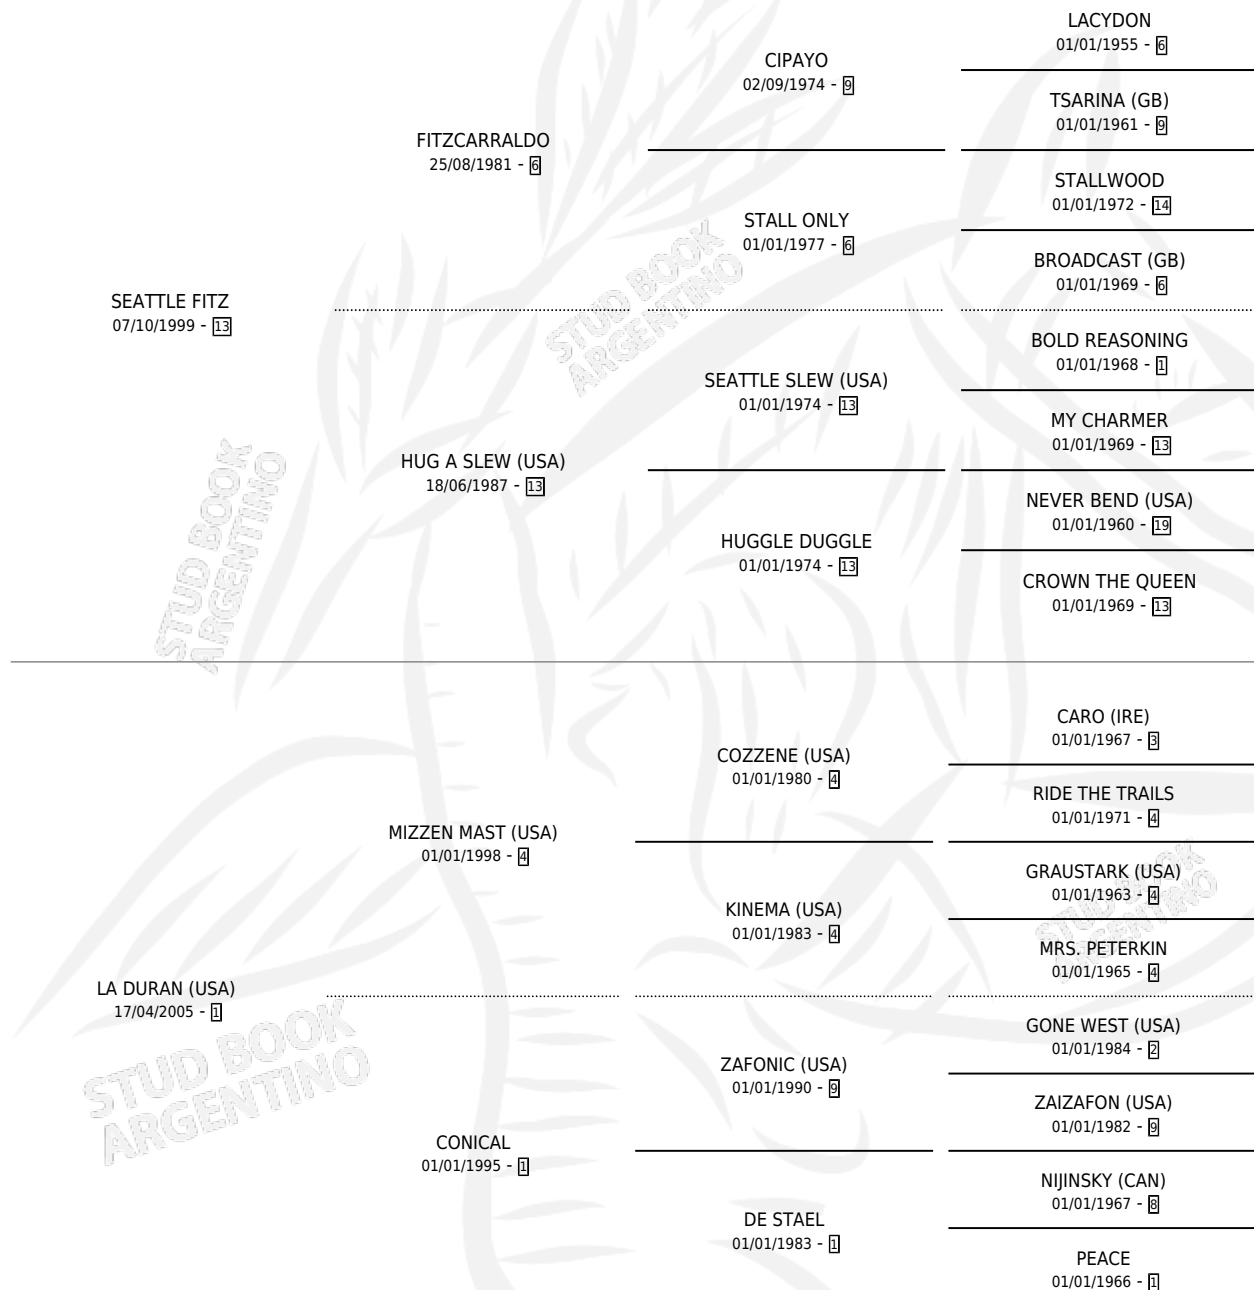 LACYDON
01/01/1955 - 6
CIPAYO
02/09/1974 - 9
TSARINA (GB)
01/01/1961 - 9
FITZCARRALDO
25/08/1981 - 6
STALLWOOD
01/01/1972 - 14
STALL ONLY
01/01/1977 - 6
BROADCAST (GB)
01/01/1969 - 6
SEATTLE FITZ
07/10/1999 - 13
STUD BOOK
ARGENTINO
BOLD REASONING
01/01/1968 - 1
SEATTLE SLEW (USA)
01/01/1974 - 13
MY CHARMER
01/01/1969 - 13
HUG A SLEW (USA)
18/06/1987 - 13
NEVER BEND (USA)
01/01/1960 - 19
HUGGLE DUGGLE
01/01/1974 - 13
CROWN THE QUEEN
01/01/1969 - 13
STUD BOOK
ARGENTINO
CARO (IRE)
01/01/1967 - 3
COZZENE (USA)
01/01/1980 - 4
RIDE THE TRAILS
01/01/1971 - 4
MIZZEN MAST (USA)
01/01/1998 - 4
GRAUSTARK (USA)
01/01/1963 - 4
KINEMA (USA)
01/01/1983 - 4
MRS. PETERKIN
01/01/1965 - 4
STUD BOOK
ARGENTINO
LA DURAN (USA)
17/04/2005 - 1
GONE WEST (USA)
01/01/1984 - 2
ZAFONIC (USA)
01/01/1990 - 9
ZAIZAFON (USA)
01/01/1982 - 9
STUD BOOK
ARGENTINO
CONICAL
01/01/1995 - 1
NIJINSKY (CAN)
01/01/1967 - 8
DE STAEL
01/01/1983 - 1
PEACE
01/01/1966 - 1